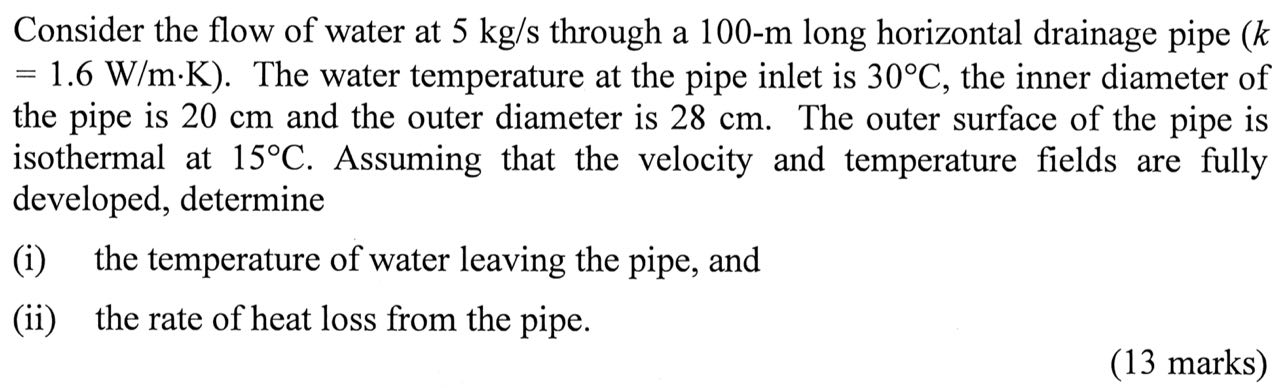 Consider the flow of water at 5 kg/s through a 100-m long horizontal drainage pipe (k
= 1.6 W/m·K). The water temperature at the pipe inlet is 30°C, the inner diameter of
the pipe is 20 cm and the outer diameter is 28 cm. The outer surface of the pipe is
isothermal at 15°C. Assuming that the velocity and temperature fields are fully
developed, determine
(i) the temperature of water leaving the pipe, and
(ii) the rate of heat loss from the pipe.
(13 marks)